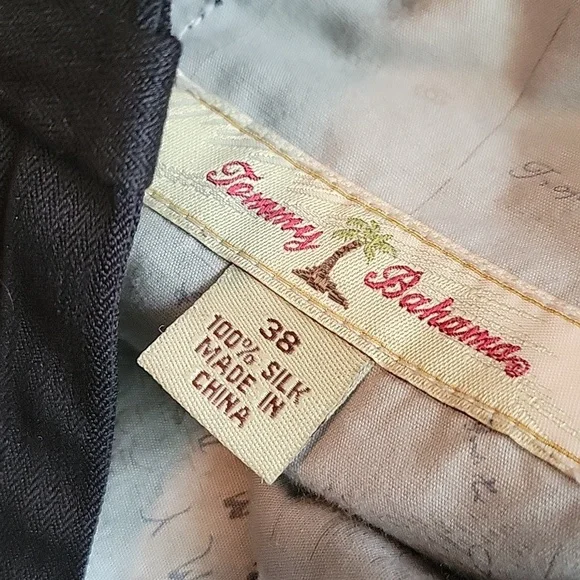 Tommy Bahama
38
100% SILK
MADE IN
CHINA